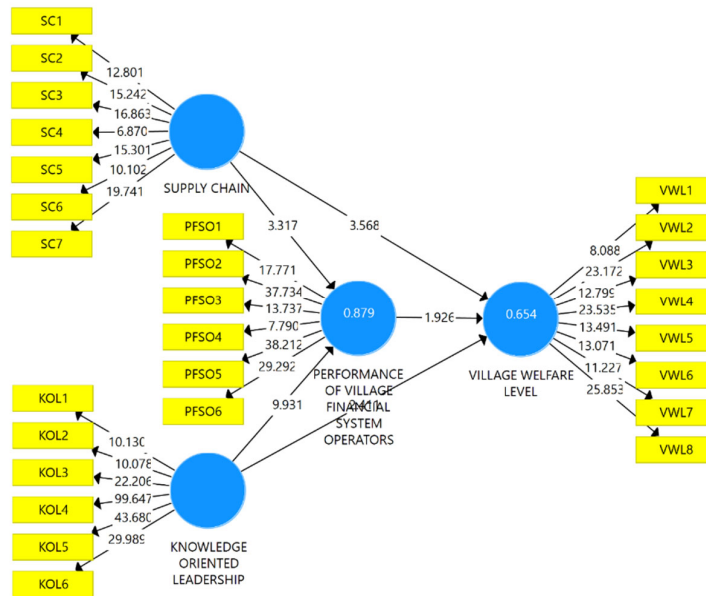 SC1
SC2
SC3
SC4
SC5
SC6
SC7
12.801
15.242
16.863
6.870
15.301
10.102
19.741
SUPPLY CHAIN
3.317
3.568
PFSO1
PFSO2
PFSO3
PFSO4
PFSO5
PFSO6
17.771
37.734
13.737
7.790
38.212
29.292
0.879
PERFORMANCE
OF VILLAGE
FINANCIAL
SYSTEM
OPERATORS
1.926
0.654
VILLAGE WELFARE
LEVEL
VWL1
VWL2
VWL3
VWL4
VWL5
VWL6
VWL7
VWL8
8.088
23.172
12.799
23.535
13.491
13.071
11.227
25.853
9.931
KOL1
KOL2
KOL3
KOL4
KOL5
KOL6
10.130
10.078
22.206
99.647
43.680
29.989
KNOWLEDGE
ORIENTED
LEADERSHIP